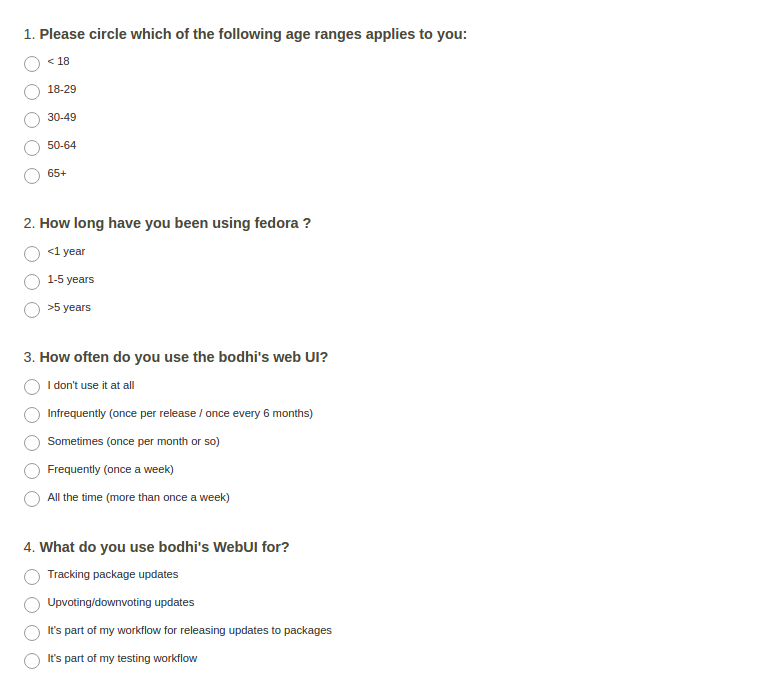 1. Please circle which of the following age ranges applies to you:
< 18
18-29
30-49
50-64
65+
2. How long have you been using fedora ?
<1 year
1-5 years
>5 years
3. How often do you use the bodhi's web UI?
I don't use it at all
Infrequently (once per release / once every 6 months)
Sometimes (once per month or so)
Frequently (once a week)
All the time (more than once a week)
4. What do you use bodhi's WebUI for?
Tracking package updates
Upvoting/downvoting updates
It's part of my workflow for releasing updates to packages
It's part of my testing workflow